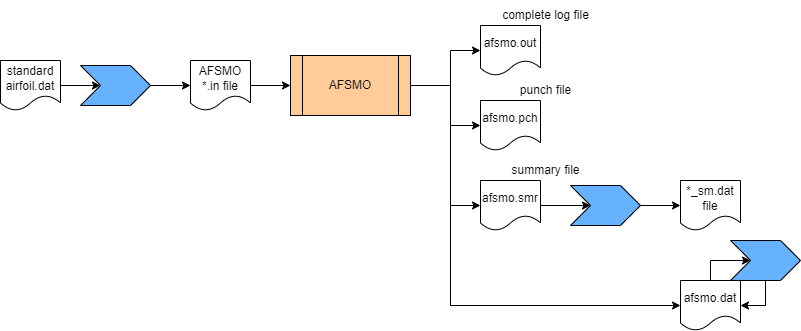 complete log file
afsmo.out
standard
airfoil.dat
AFSMO
*.in file
AFSMO
punch file
afsmo.pch
summary file
afsmo.smr
*_sm.dat
file
afsmo.dat